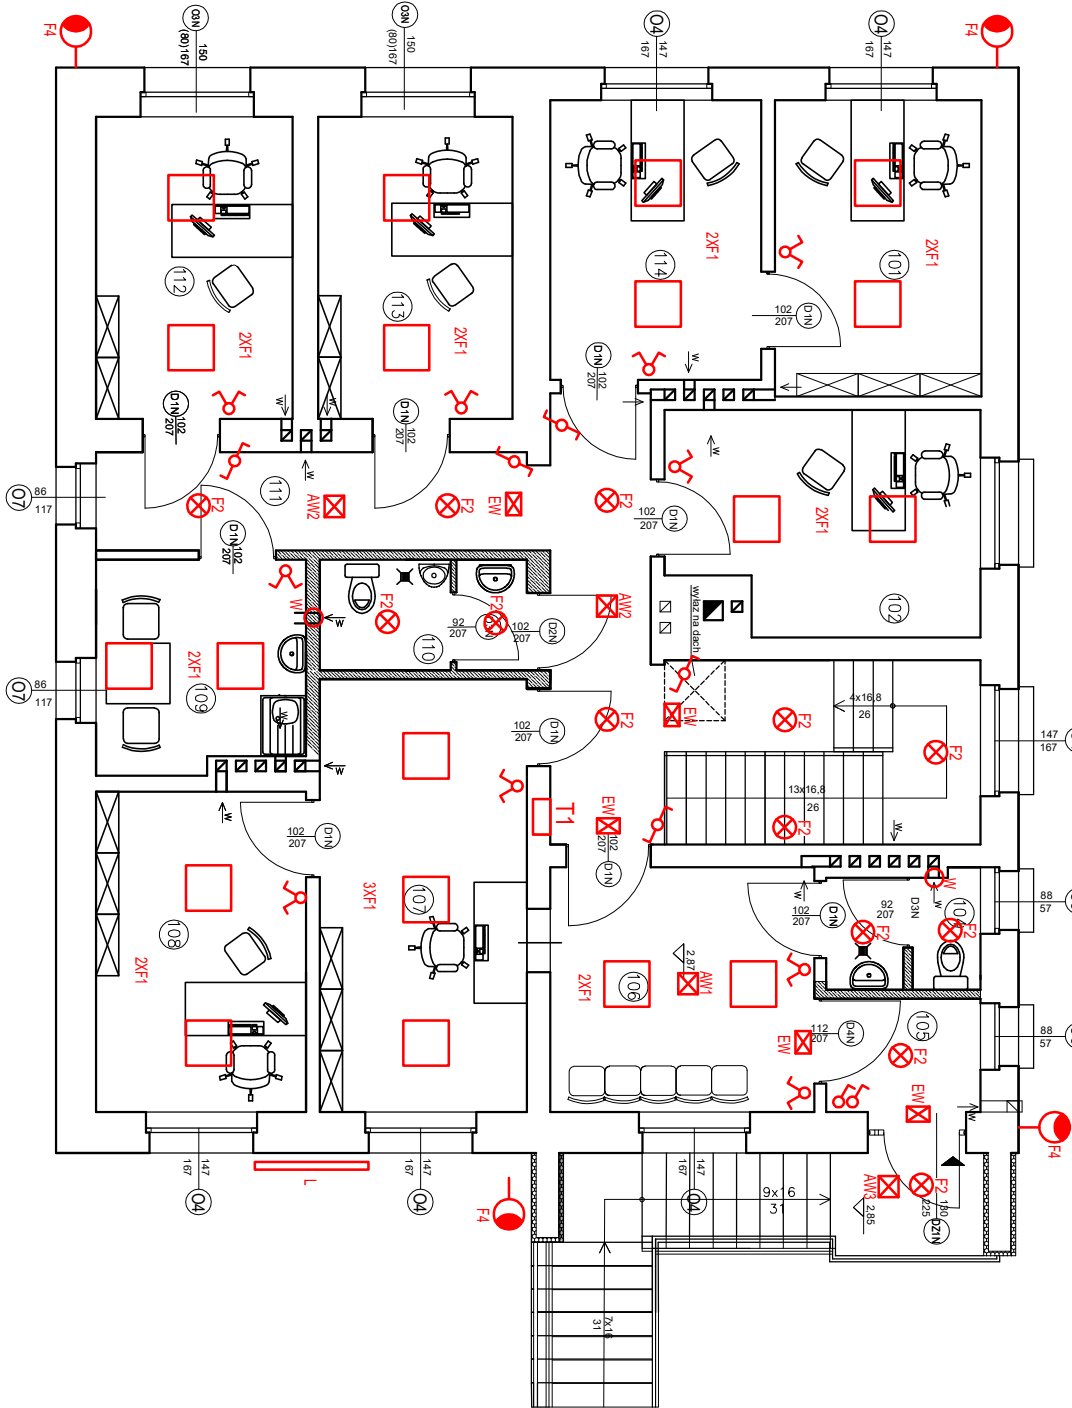 F4
O3N
150
(80)167
O3N
150
(80)167
O4
147
167
O4
147
167
F4
112
2XF1
113
2XF1
114
2XF1
101
2XF1
102
207
D1N
D1N
102
207
D1N
102
207
D1N
102
207
W
W
W
W
W
O7
86
117
111
F2
AW2
F2
EW
F2
102
207
D1N
2XF1
102
D1N
102
207
W
W
F2
92
207
D1N
F2
102
207
D2N
110
AW2
wyłaz na dach
O7
86
117
2XF1
109
W
W
102
207
D1N
F2
EW
F2
4x16,8
26
F2
147
167
13x16,8
26
F2
T1
EW
102
207
D1N
W
W
102
207
D1N
3XF1
107
108
2XF1
102
207
D1N
W
92
207
D3N
W
W
F2
F2
88
57
2,87
2XF1
106
AW1
EW
112
207
D4N
105
F2
88
57
EW
W
F4
147
167
O4
L
147
167
O4
F4
147
167
O4
9x16
31
AW3
2,85
F2
130
225
DZ1N
7x16
31